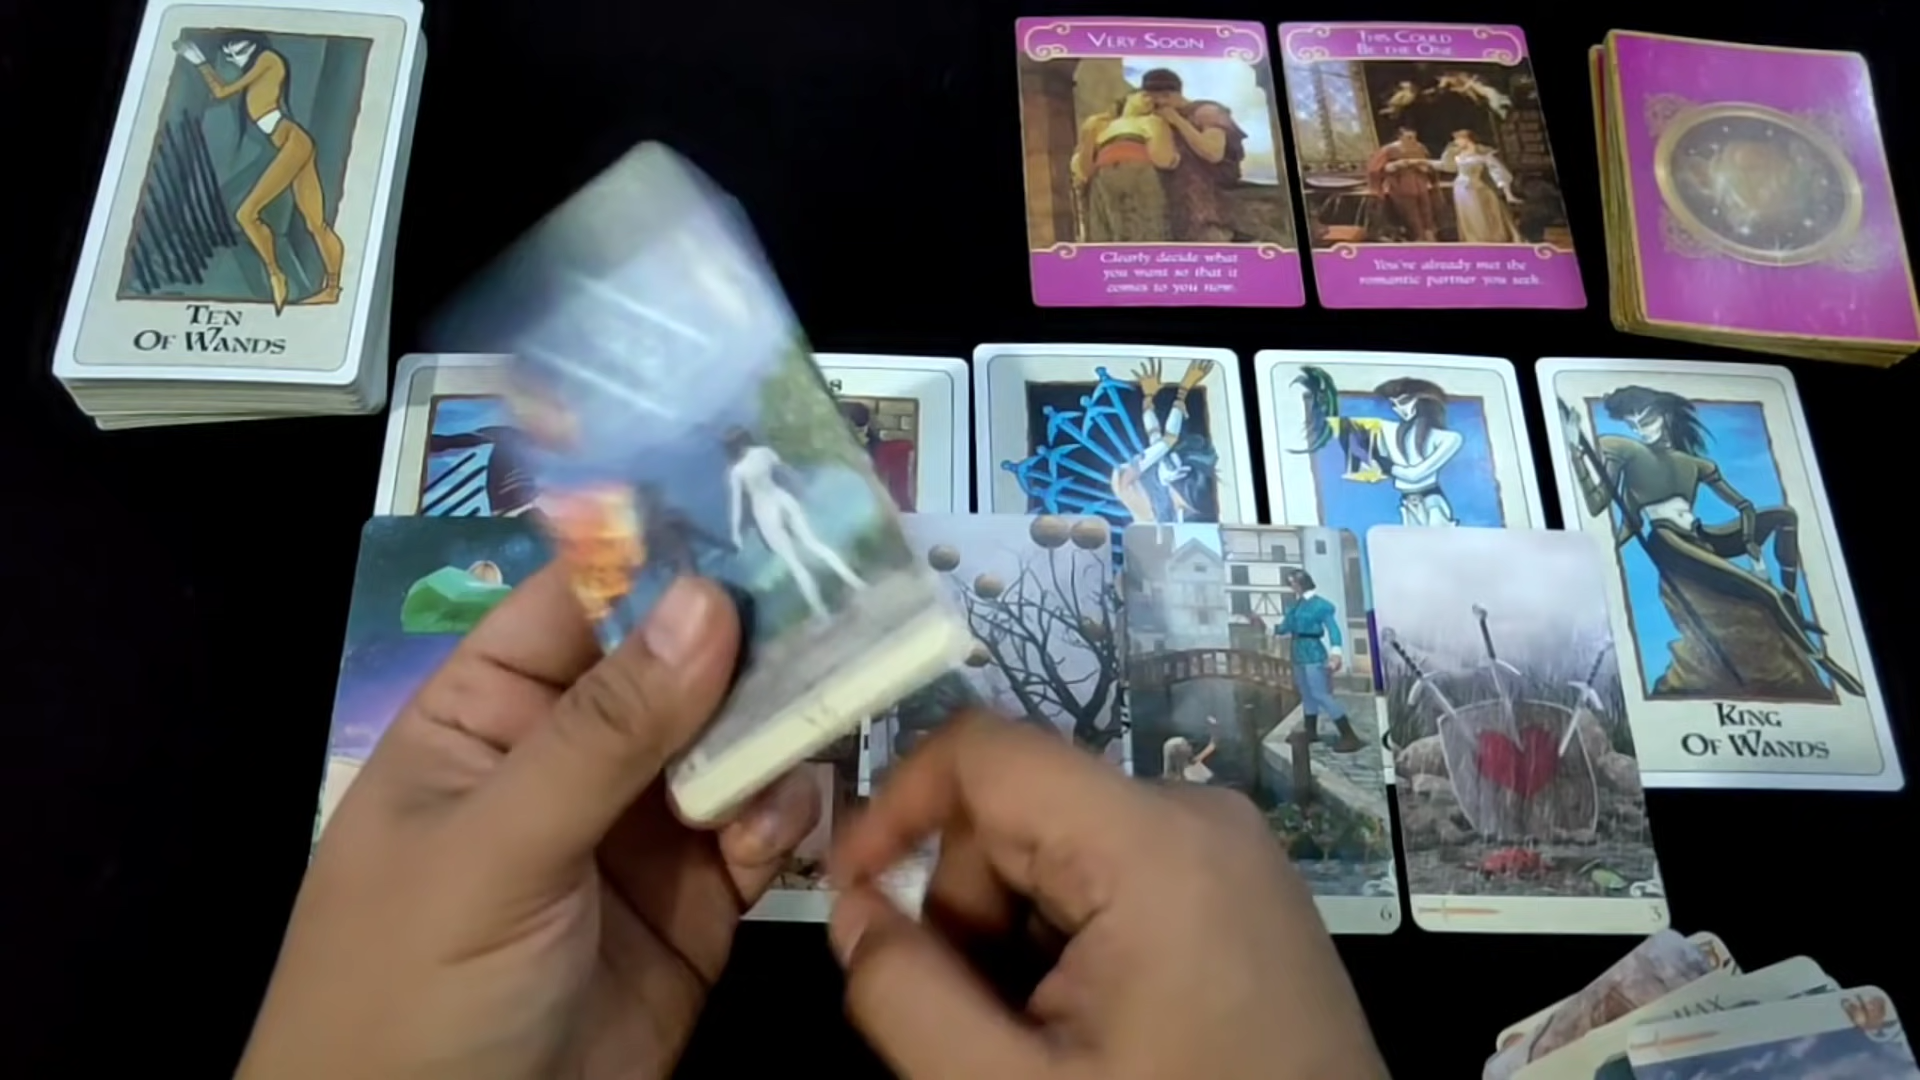 TEN
OF WANDS
VERY SOON
Clearly decide what
you want so that it
comes to you now.
THIS COULD
BE THE ONE
You've already met the
romantic partner you seek.
KING
OF WANDS
6
3